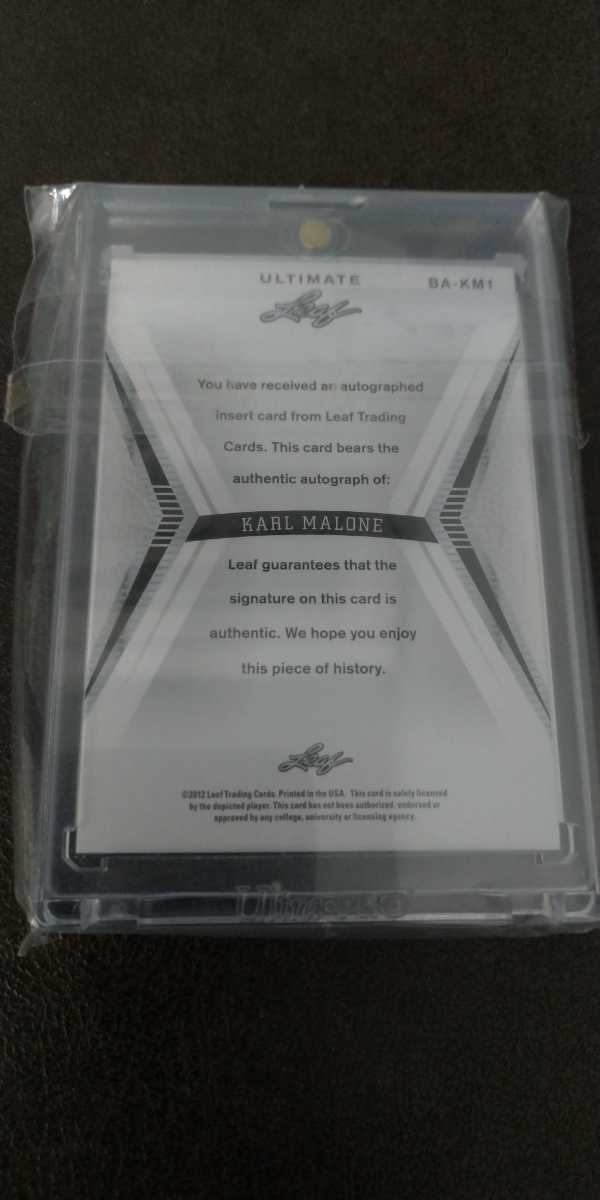 ULTIMATE BA-KM1
Leaf
You have received an autographed
insert card from Leaf Trading
Cards. This card bears the
authentic autograph of:
KARL MALONE
Leaf guarantees that the
signature on this card is
authentic. We hope you enjoy
this piece of history.
Leaf
©2012 Leaf Trading Cards. Printed in the USA. This card is solely licensed
by the depicted player. This card has not been authorized, endorsed or
approved by any college, university or licensing agency.